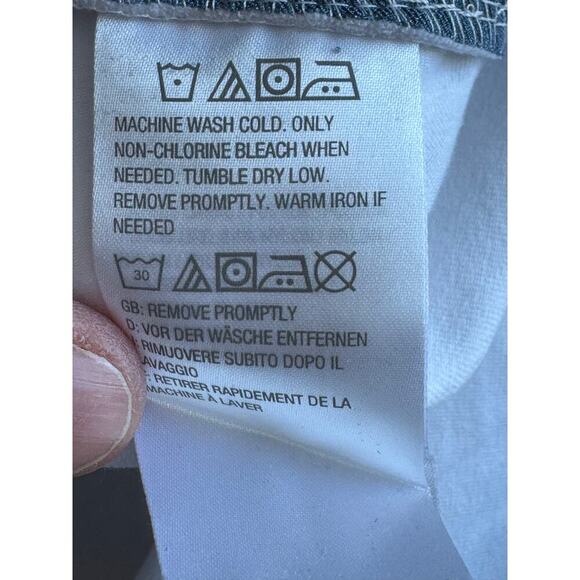 MACHINE WASH COLD. ONLY
NON-CHLORINE BLEACH WHEN
NEEDED. TUMBLE DRY LOW.
REMOVE PROMPTLY. WARM IRON IF
NEEDED
30
GB: REMOVE PROMPTLY
D: VOR DER WÄSCHE ENTFERNEN
RIMUOVERE SUBITO DOPO IL
LAVAGGIO
RETIRER RAPIDEMENT DE LA
MACHINE À LAVER